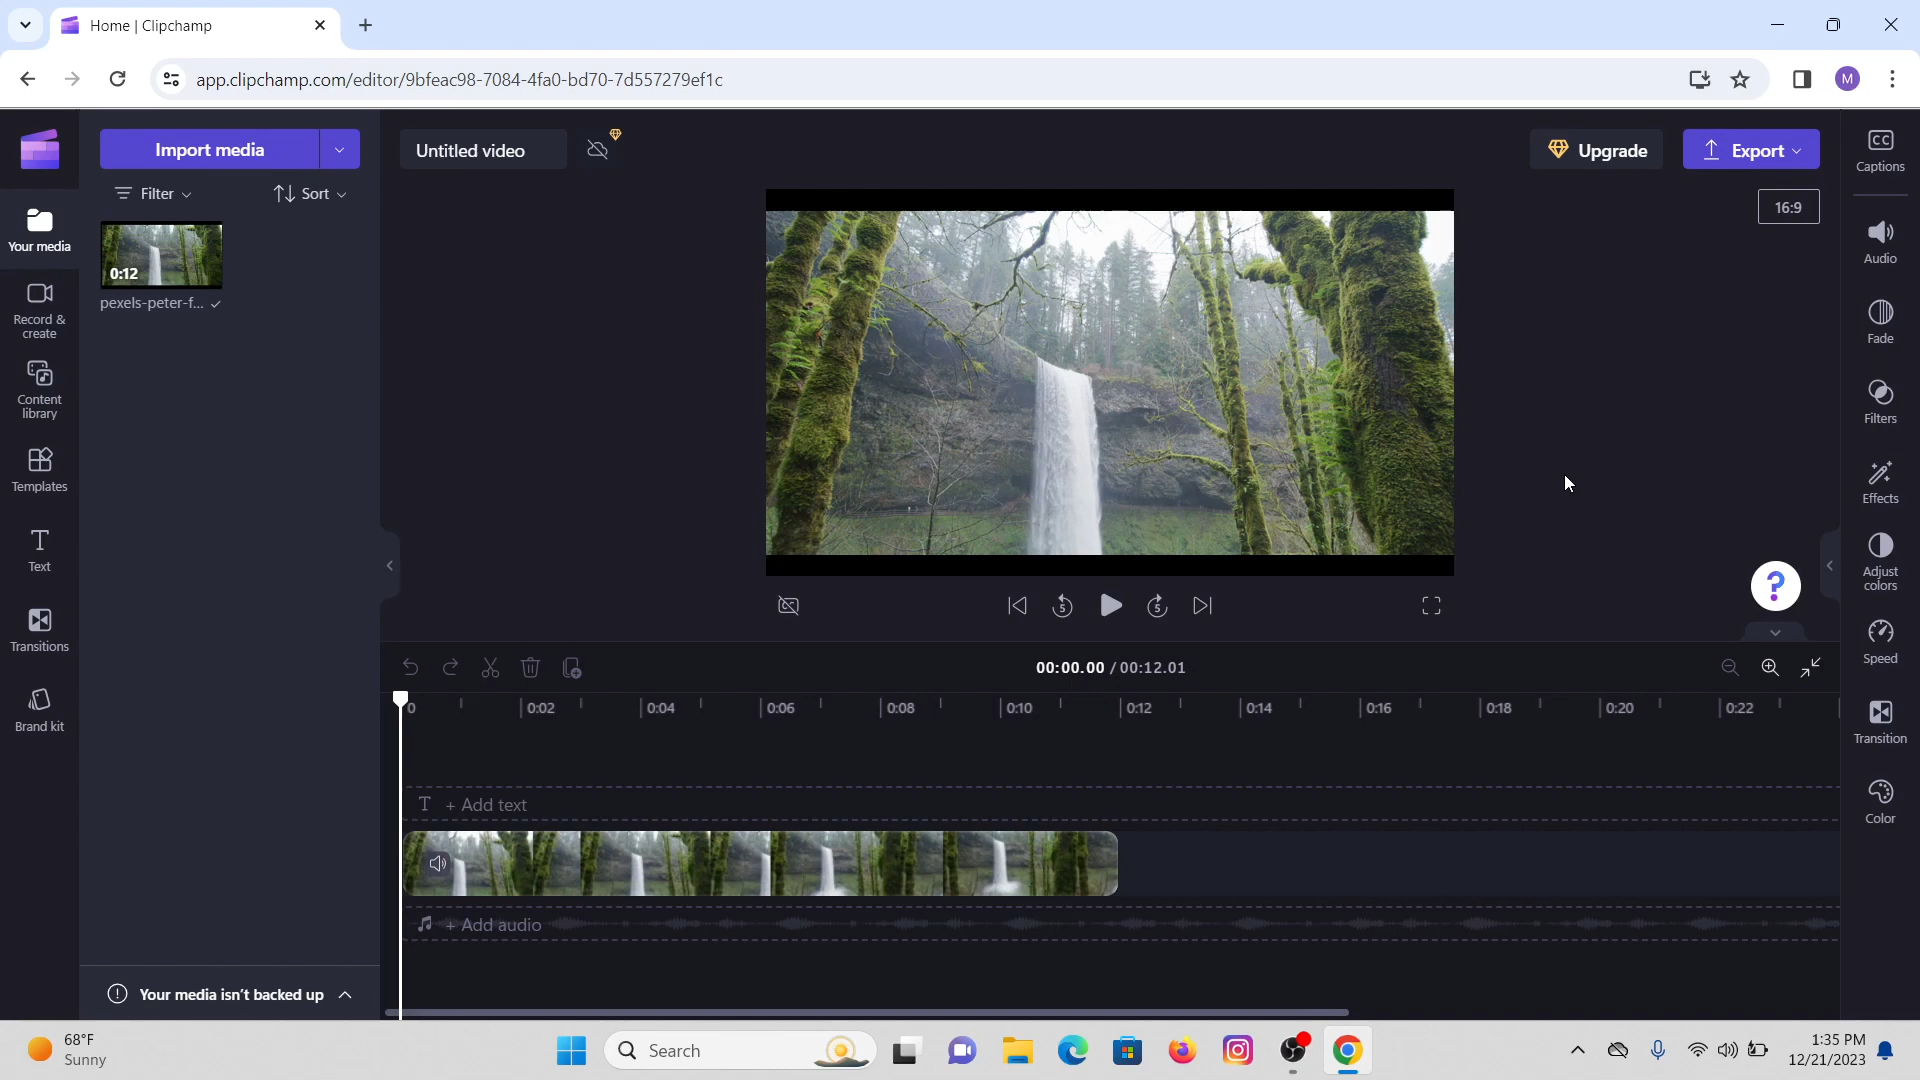 Home | Clipchamp
app.clipchamp.com/editor/9bfeac98-7084-4fa0-bd70-7d557279ef1c
M
Import media
Untitled video
Upgrade
Export
CC
Captions
Filter
Sort
16:9
Your media
0:12
pexels-peter-f...
Audio
Record &
create
Fade
Content
library
Filters
Templates
Effects
Text
Adjust
colors
?
5
5
Transitions
Speed
00:00.00 / 00:12.01
0
0:02
0:04
0:06
0:08
0:10
0:12
0:14
0:16
0:18
0:20
0:22
Brand kit
Transition
T + Add text
Color
+ Add audio
Your media isn't backed up
68°F
Sunny
Search
1:35 PM
12/21/2023